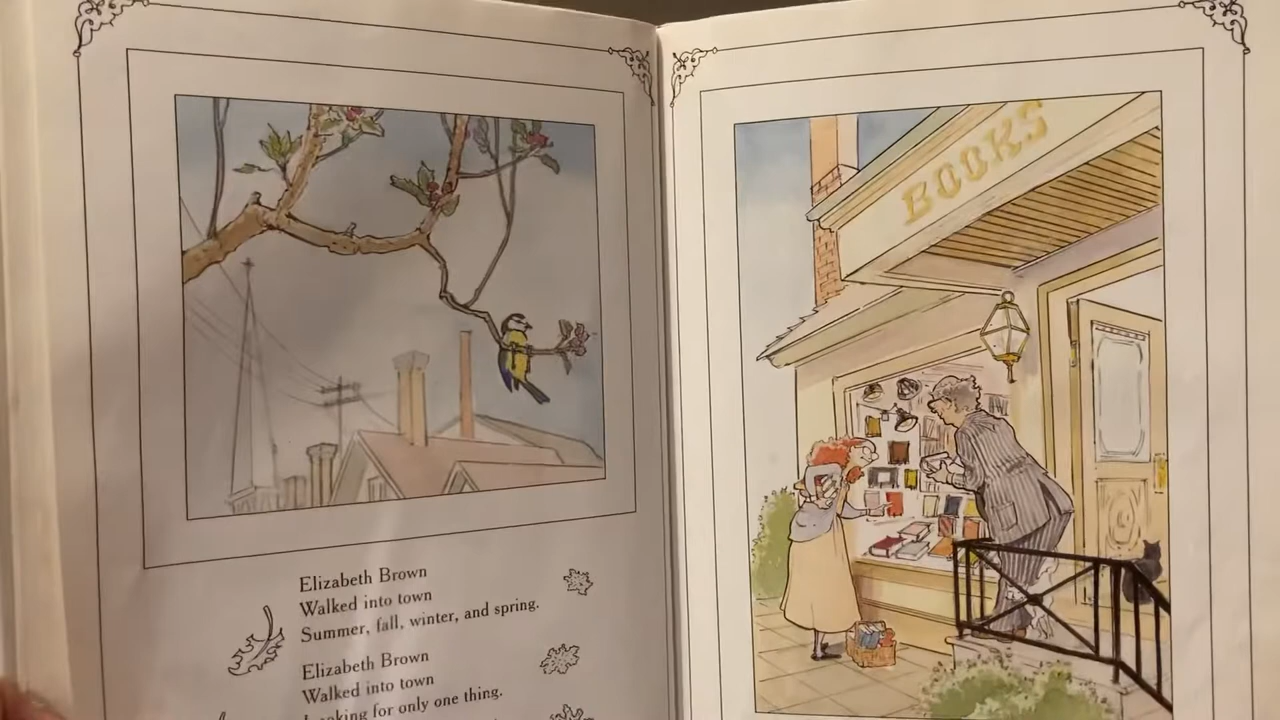 Elizabeth Brown
Walked into town
Summer, fall, winter, and spring.
Elizabeth Brown
Walked into town
Looking for only one thing.
BOOKS